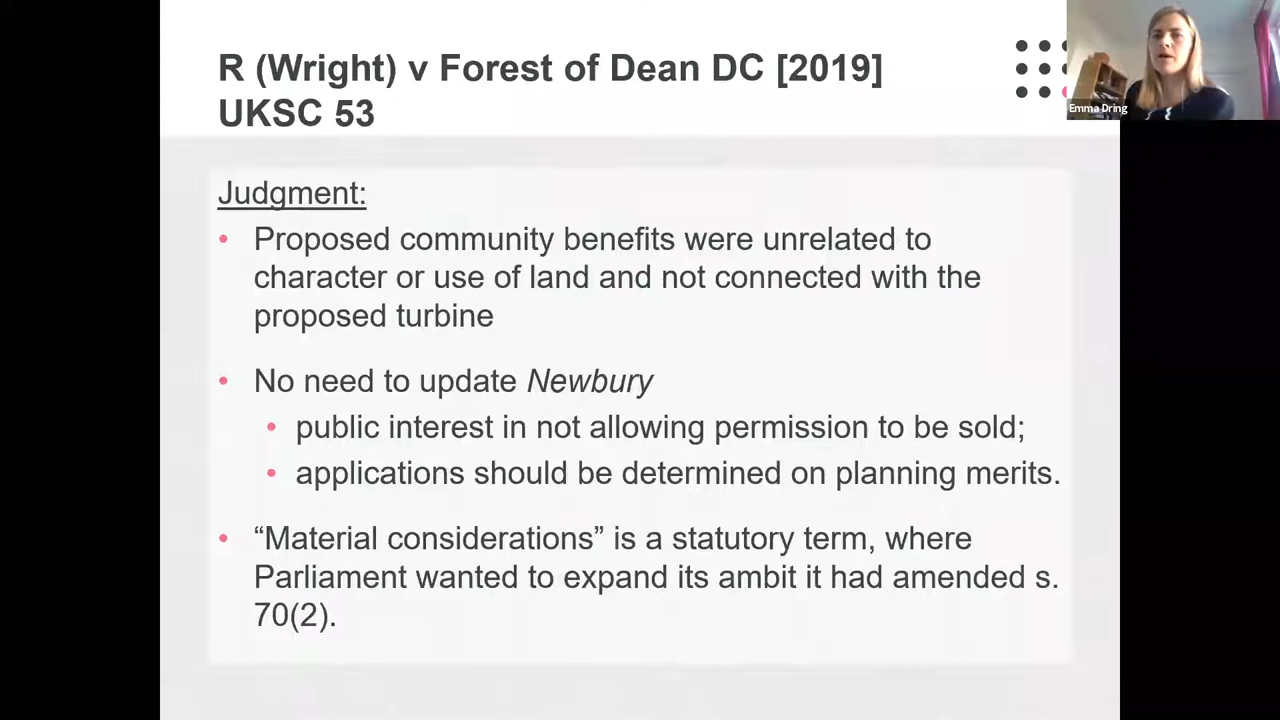 R (Wright) v Forest of Dean DC [2019]
UKSC 53
Emma Dring
Judgment:
• Proposed community benefits were unrelated to
character or use of land and not connected with the
proposed turbine
• No need to update Newbury
• public interest in not allowing permission to be sold;
• applications should be determined on planning merits.
• “Material considerations” is a statutory term, where
Parliament wanted to expand its ambit it had amended s.
70(2).